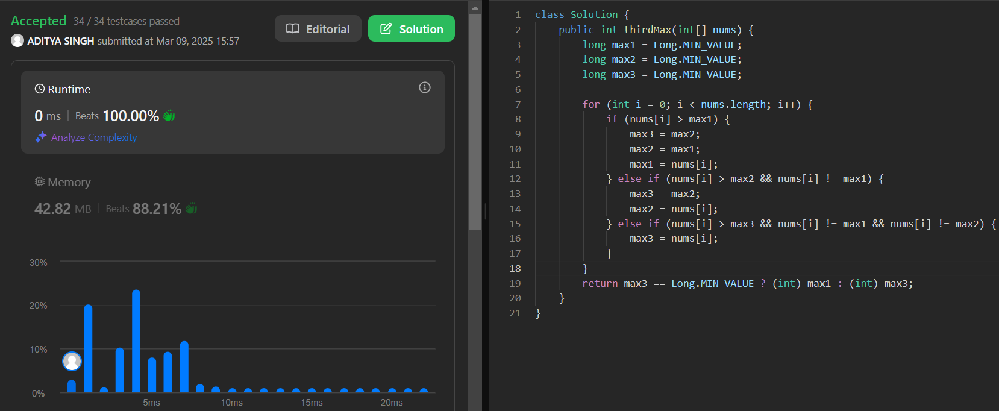 Accepted 34 / 34 testcases passed
ADITYA SINGH submitted at Mar 09, 2025 15:57
Editorial
Solution
Runtime
0 ms | Beats 100.00%
Analyze Complexity
Memory
42.82 MB | Beats 88.21%
30%
20%
10%
0%
5ms 10ms 15ms 20ms
1 class Solution {
2     public int thirdMax(int[] nums) {
3         long max1 = Long.MIN_VALUE;
4         long max2 = Long.MIN_VALUE;
5         long max3 = Long.MIN_VALUE;
6
7         for (int i = 0; i < nums.length; i++) {
8             if (nums[i] > max1) {
9                 max3 = max2;
10                 max2 = max1;
11                 max1 = nums[i];
12             } else if (nums[i] > max2 && nums[i] != max1) {
13                 max3 = max2;
14                 max2 = nums[i];
15             } else if (nums[i] > max3 && nums[i] != max1 && nums[i] != max2) {
16                 max3 = nums[i];
17             }
18         }
19         return max3 == Long.MIN_VALUE ? (int) max1 : (int) max3;
20     }
21 }